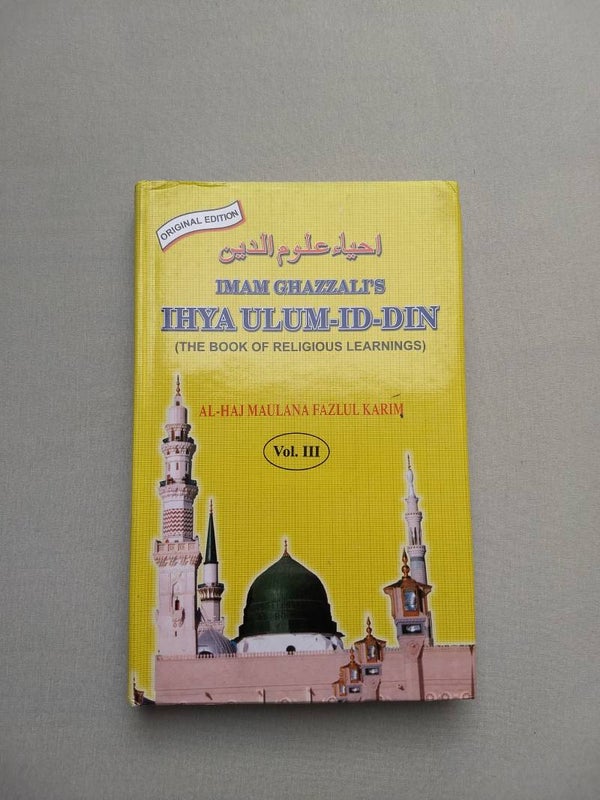 ORIGINAL EDITION
احياء علوم الدين
IMAM GHAZZALI'S
IHYA ULUM-ID-DIN
(THE BOOK OF RELIGIOUS LEARNINGS)
AL-HAJ MAULANA FAZLUL KARIM
Vol. III